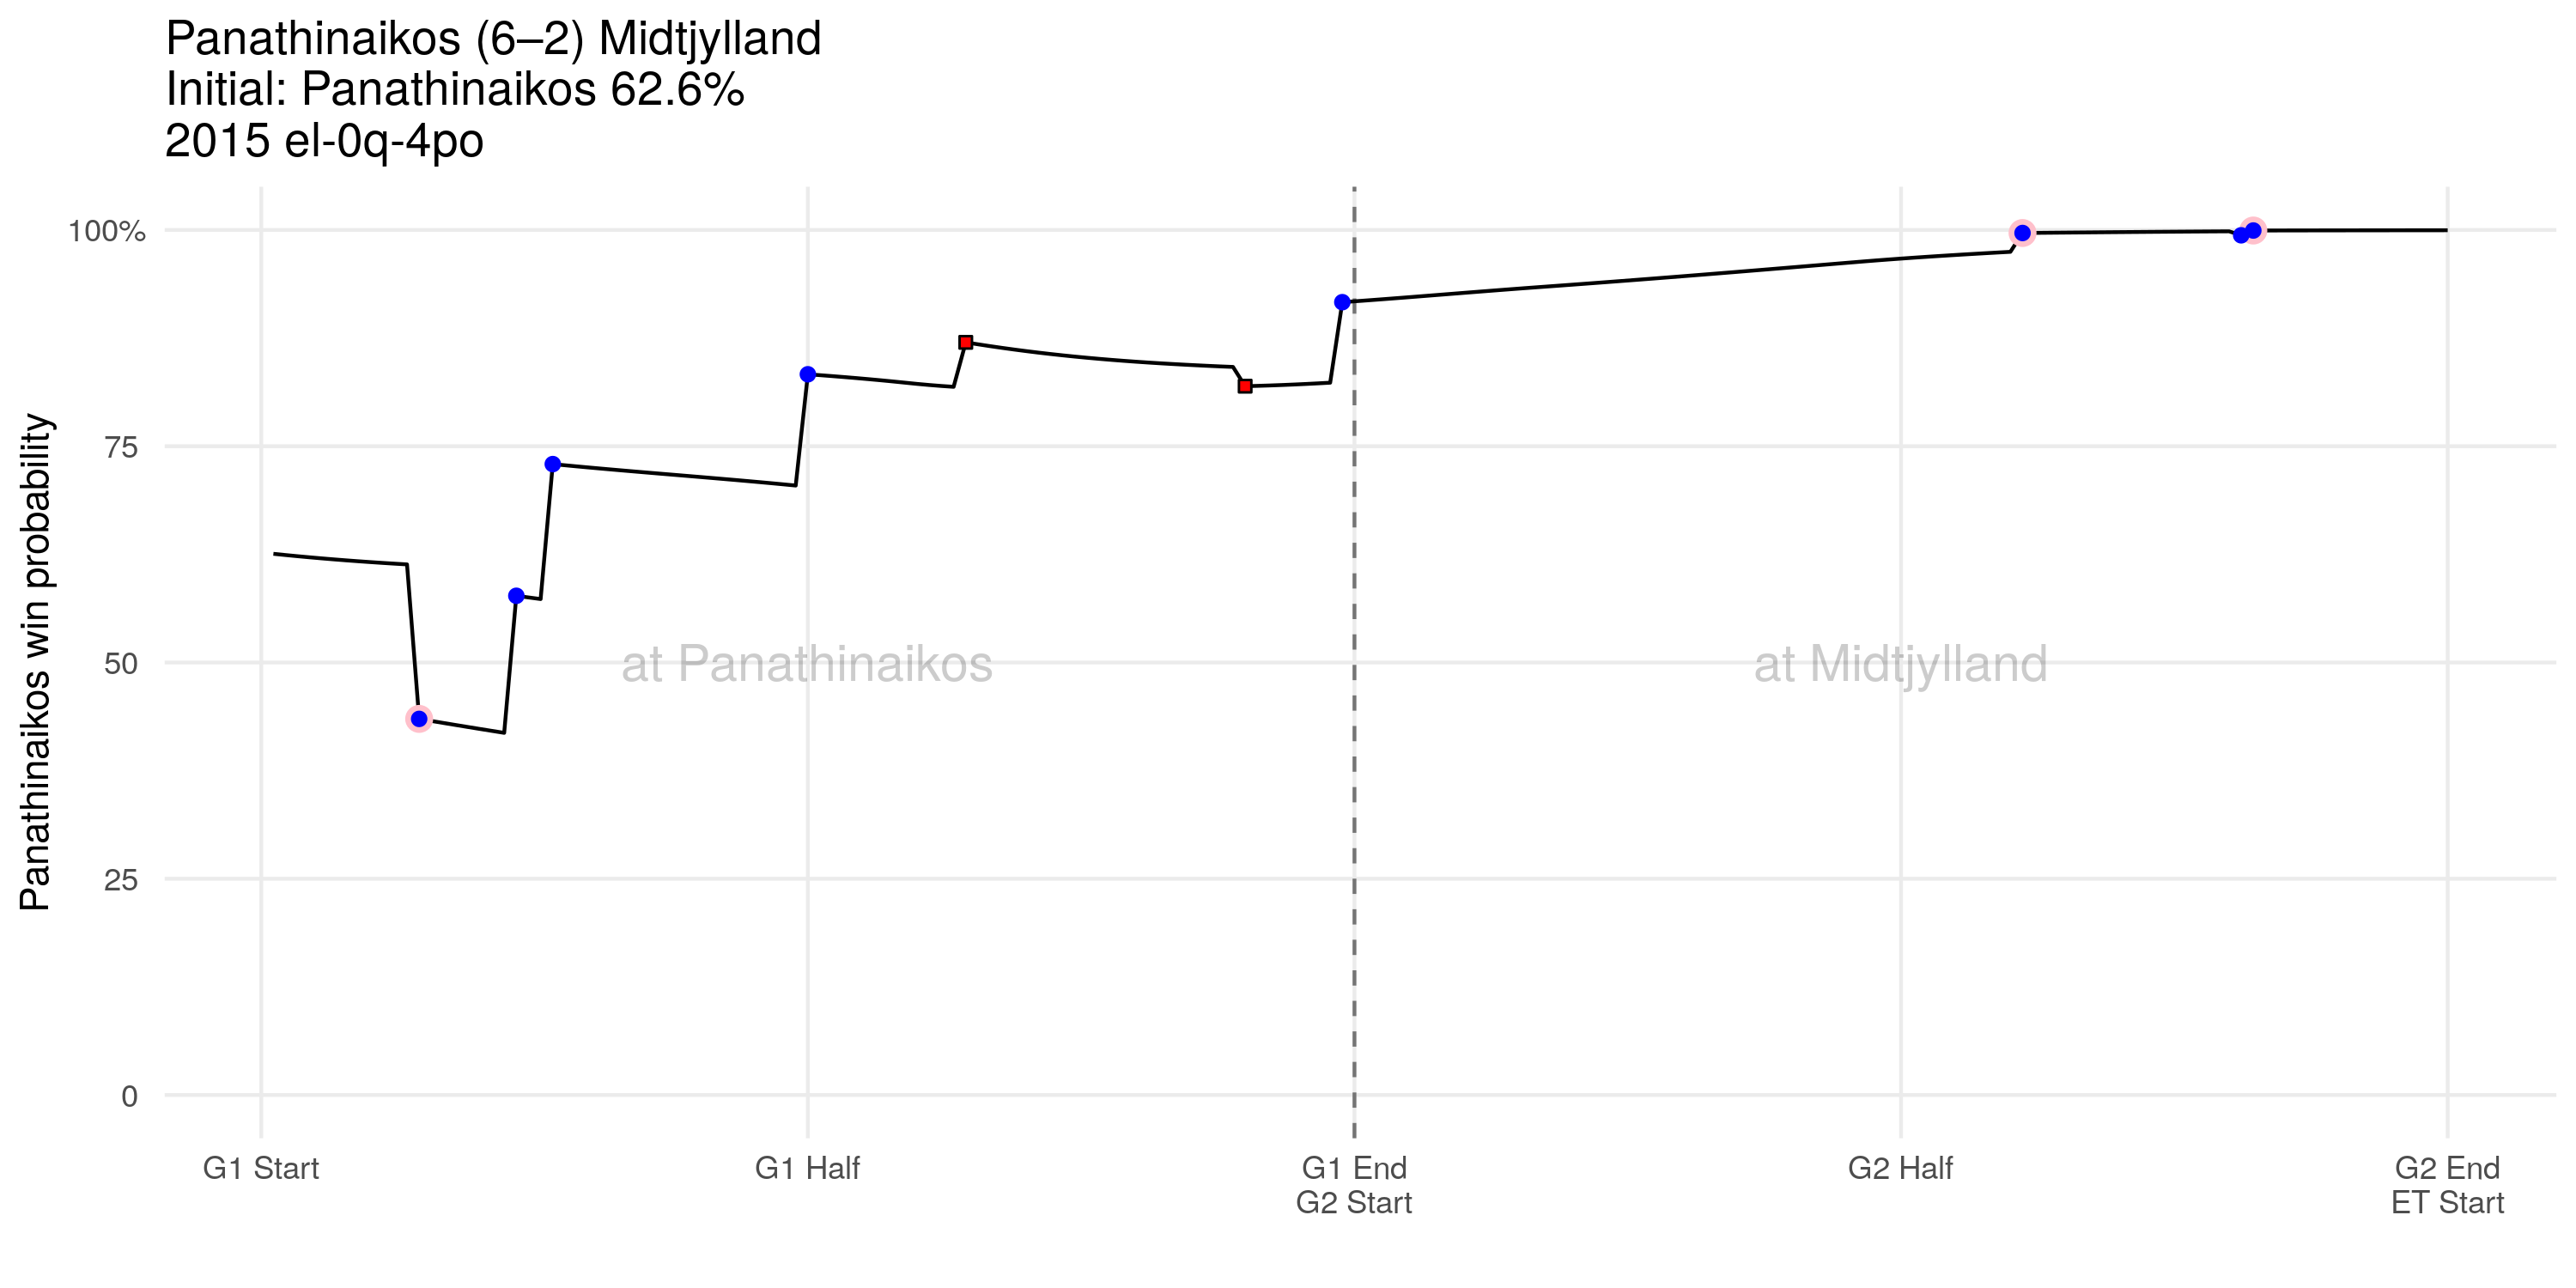 Panathinaikos (6–2) Midtjylland
Initial: Panathinaikos 62.6%
2015 el-0q-4po
Panathinaikos win probability
100%
75
50
25
0
at Panathinaikos
at Midtjylland
G1 Start
G1 Half
G1 End
G2 Start
G2 Half
G2 End
ET Start